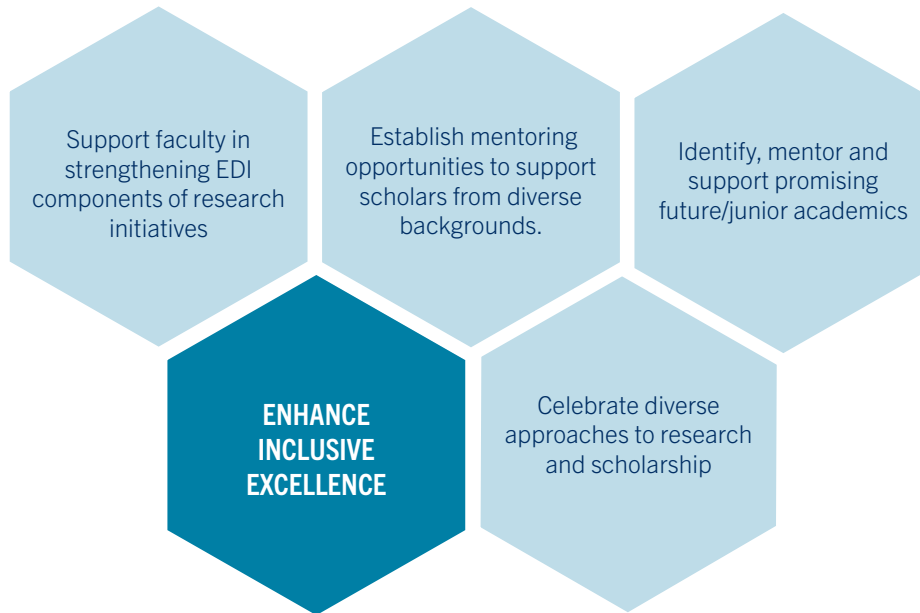 Support faculty in
strengthening EDI
components of research
initiatives
Establish mentoring
opportunities to support
scholars from diverse
backgrounds.
Identify, mentor and
support promising
future/junior academics
ENHANCE
INCLUSIVE
EXCELLENCE
Celebrate diverse
approaches to research
and scholarship